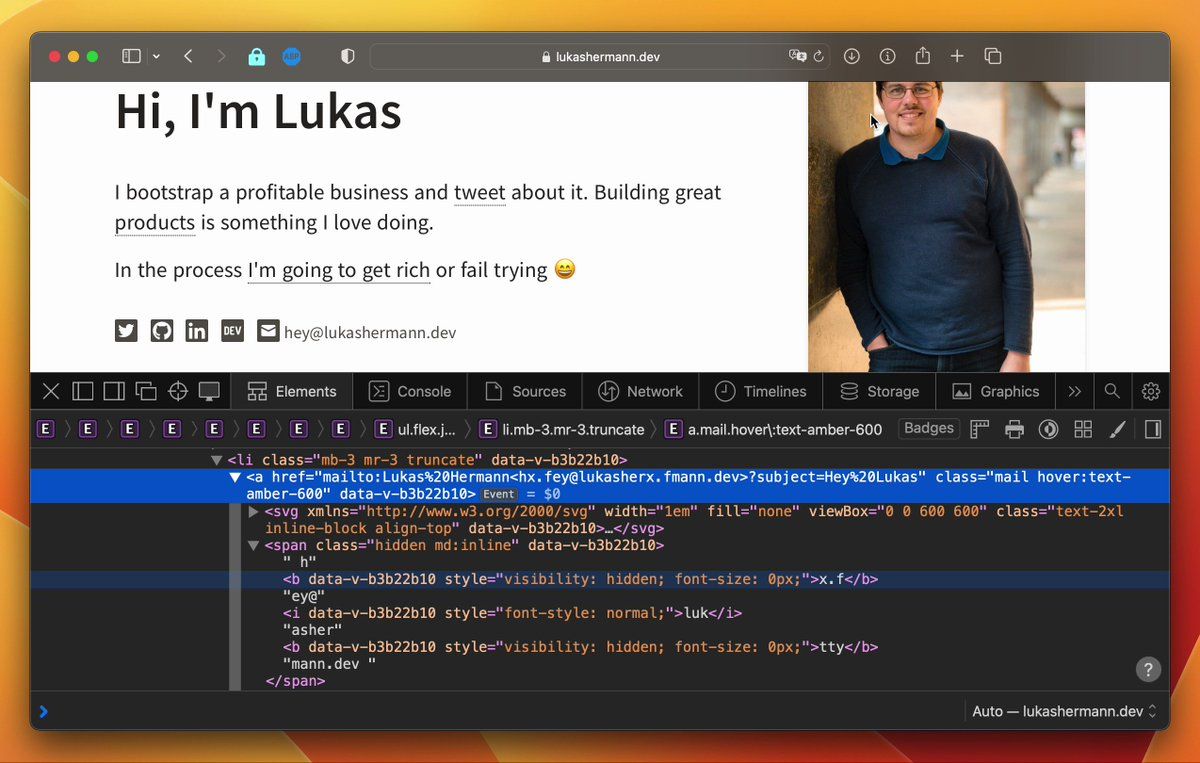 ABP
lukashermann.dev
Hi, I'm Lukas
I bootstrap a profitable business and tweet about it. Building great
products is something I love doing.
In the process I'm going to get rich or fail trying 😄
DEV hey@lukashermann.dev
Elements Console Sources Network Timelines Storage Graphics
E E E E E E E E E ul.flex.j... E li.mb-3.mr-3.truncate E a.mail.hover\:text-amber-600 Badges
<li class="mb-3 mr-3 truncate" data-v-b3b22b10>
<a href="mailto:Lukas%20Hermann<hx.fey@lukasherx.fmann.dev>?subject=Hey%20Lukas" class="mail hover:text-
amber-600" data-v-b3b22b10> Event = $0
<svg xmlns="http://www.w3.org/2000/svg" width="1em" fill="none" viewBox="0 0 600 600" class="text-2xl
inline-block align-top" data-v-b3b22b10>…</svg>
<span class="hidden md:inline" data-v-b3b22b10>
" h"
<b data-v-b3b22b10 style="visibility: hidden; font-size: 0px;">x.f</b>
"ey@"
<i data-v-b3b22b10 style="font-style: normal;">luk</i>
"asher"
<b data-v-b3b22b10 style="visibility: hidden; font-size: 0px;">tty</b>
"mann.dev "
</span>
?
Auto — lukashermann.dev